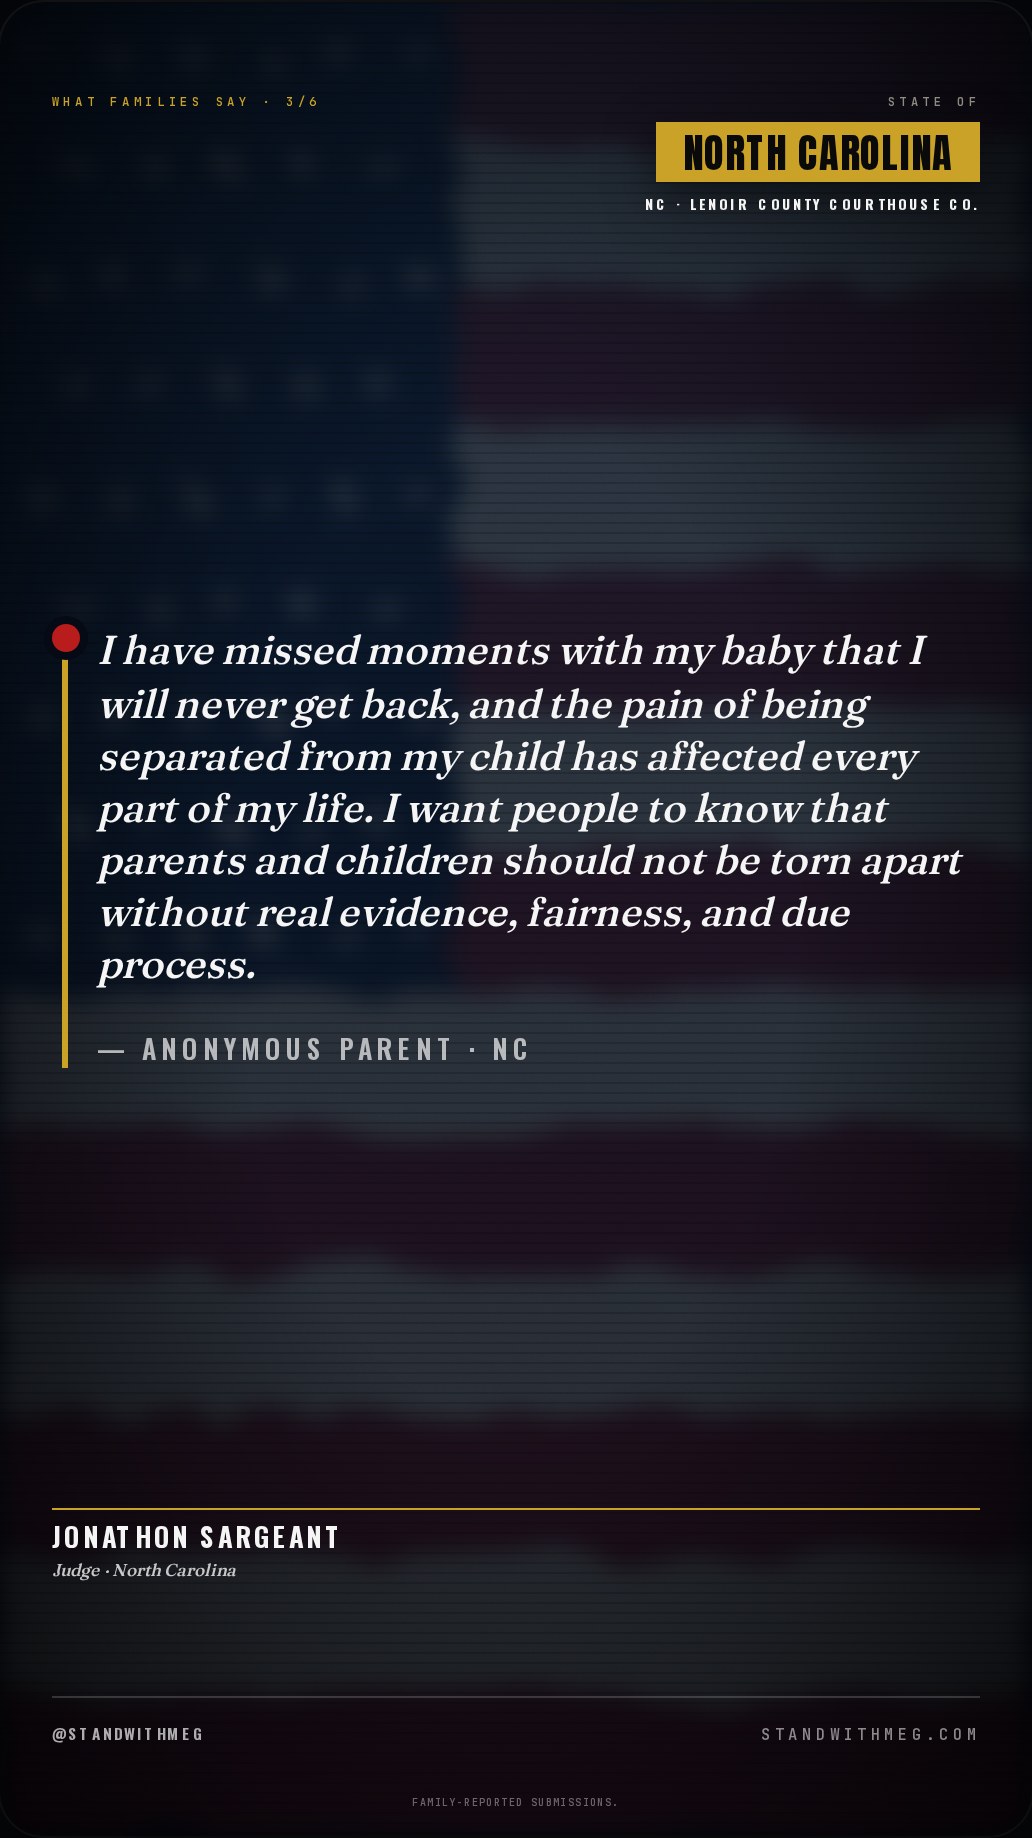 WHAT FAMILIES SAY · 3/6
STATE OF
NORTH CAROLINA
NC · LENOIR COUNTY COURTHOUSE CO.
I have missed moments with my baby that I
will never get back, and the pain of being
separated from my child has affected every
part of my life. I want people to know that
parents and children should not be torn apart
without real evidence, fairness, and due
process.
— ANONYMOUS PARENT · NC
JONATHON SARGEANT
Judge · North Carolina
@STANDWITHMEG
STANDWITHMEG.COM
FAMILY-REPORTED SUBMISSIONS.